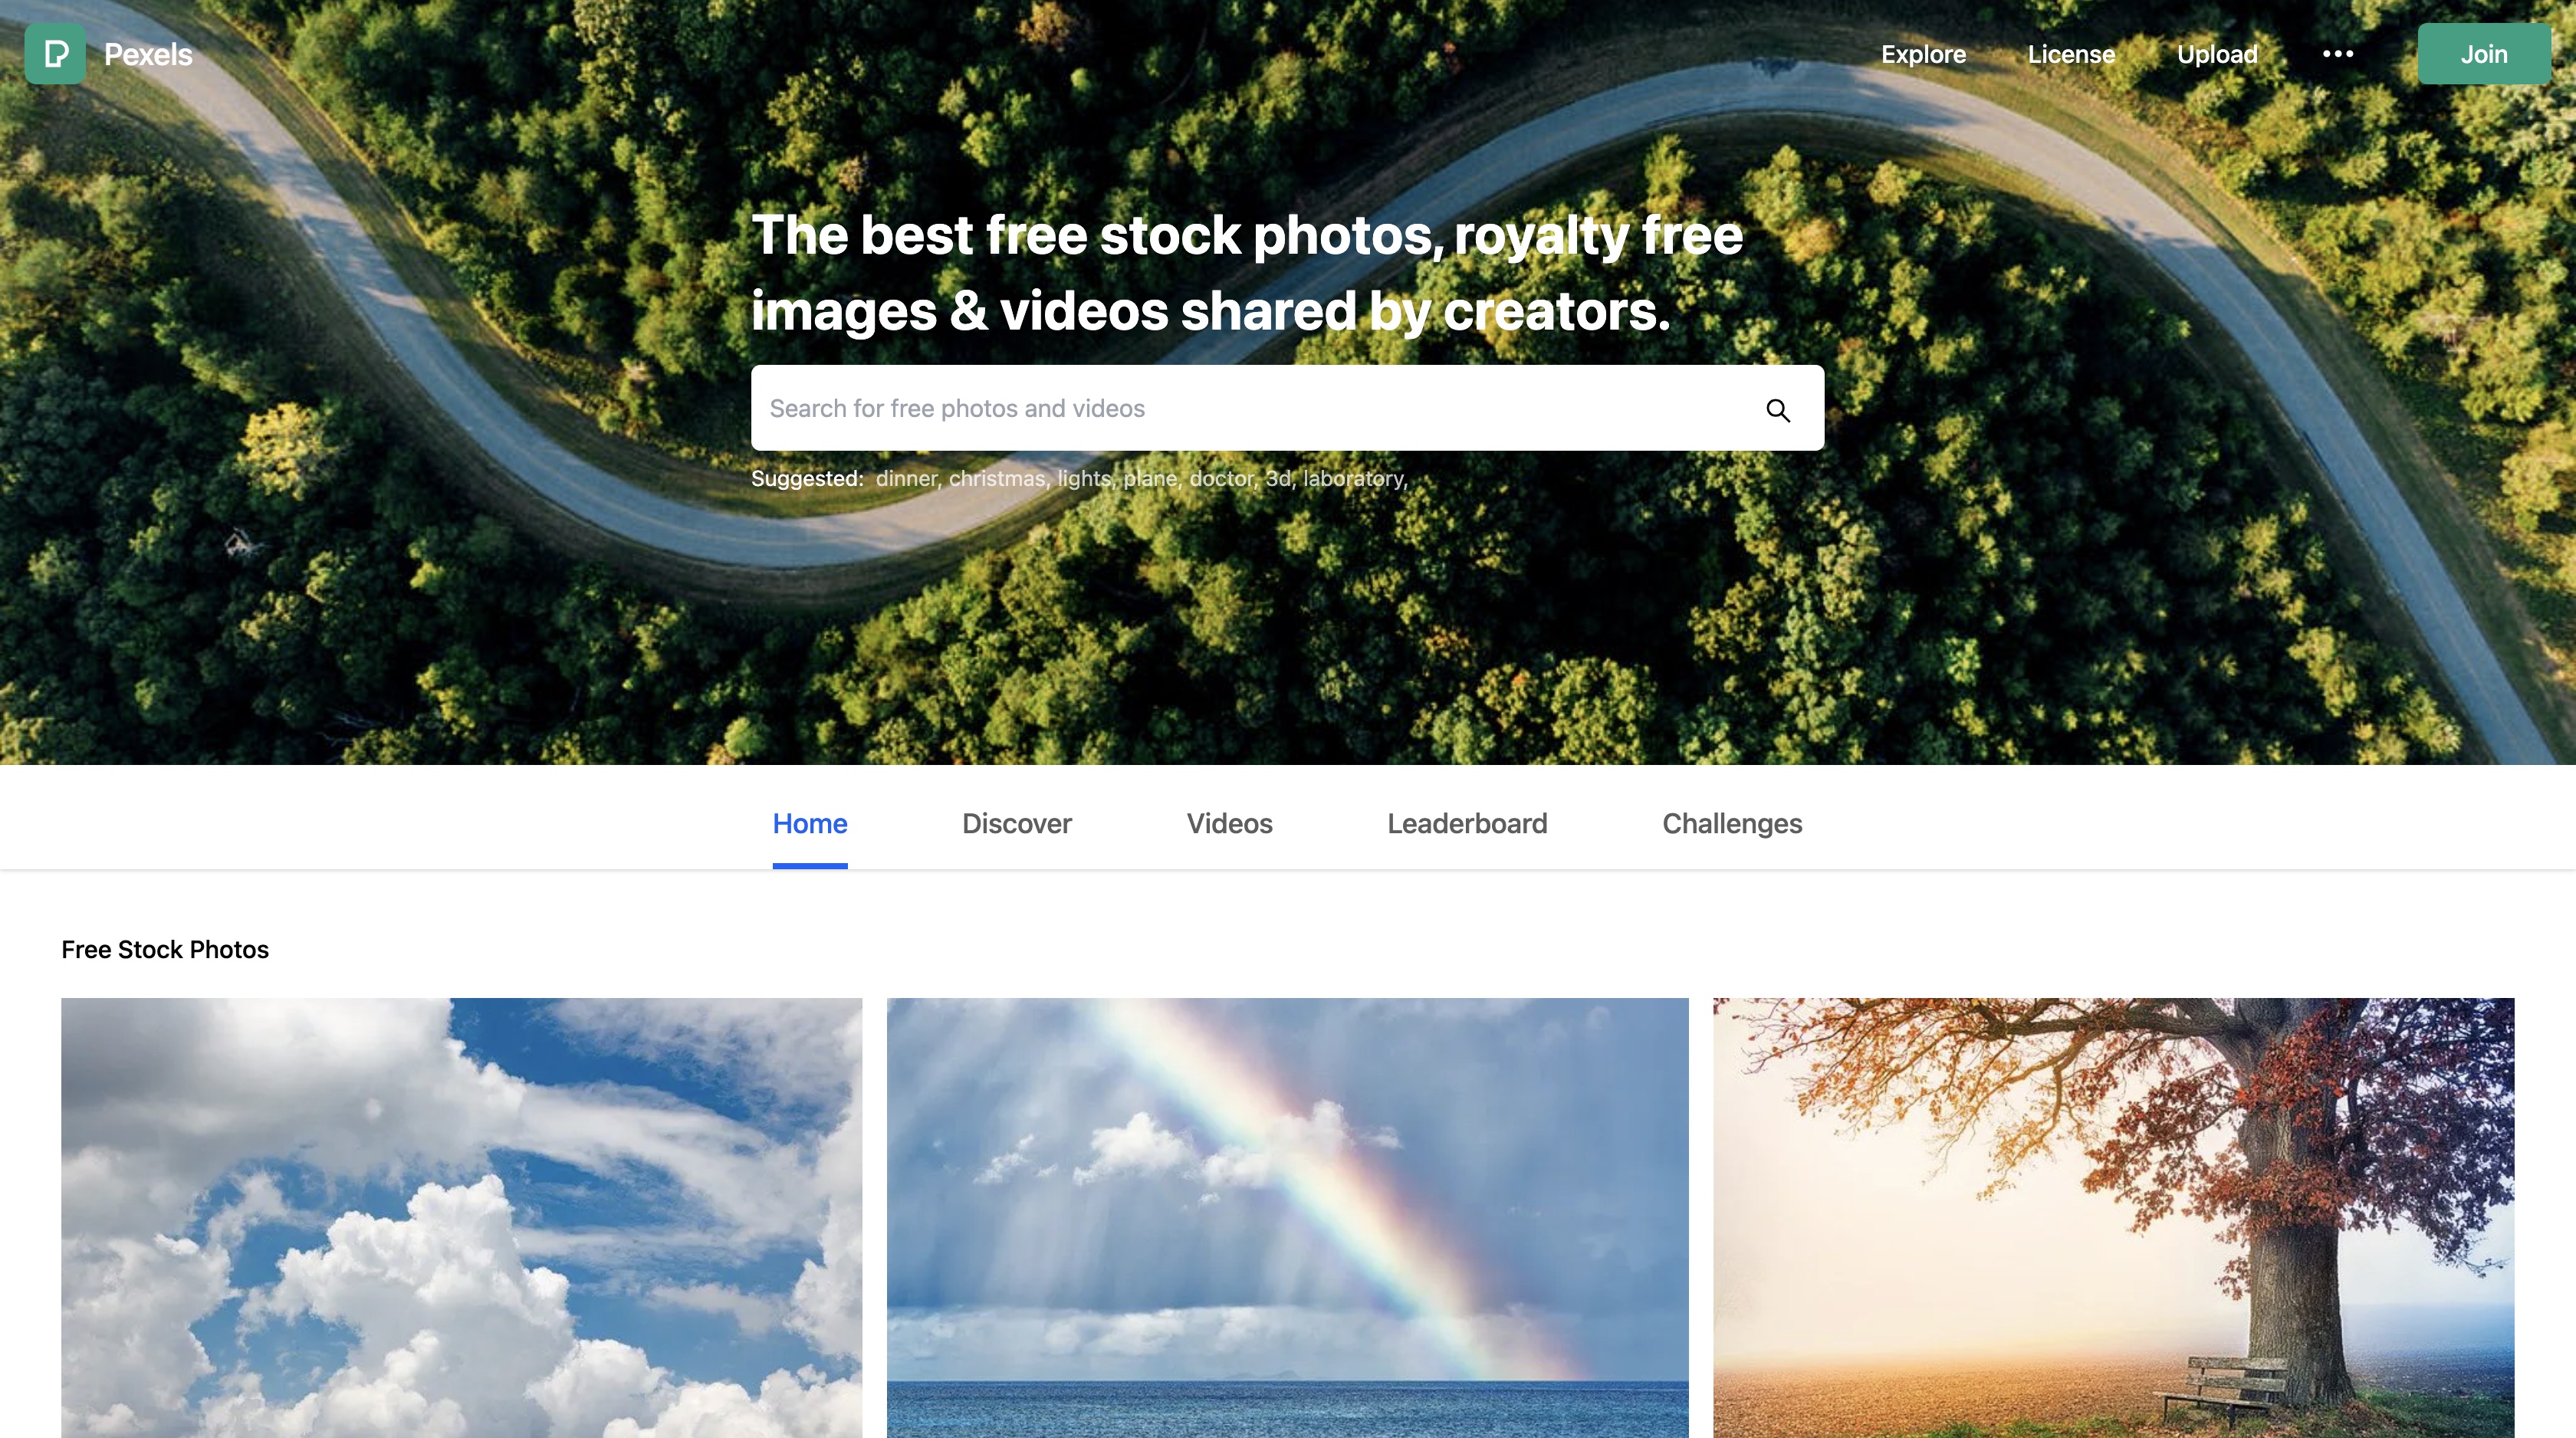 Pexels
Explore
License
Upload
Join
The best free stock photos, royalty free
images & videos shared by creators.
Search for free photos and videos
Suggested: dinner, christmas, lights, plane, doctor, 3d, laboratory,
Home
Discover
Videos
Leaderboard
Challenges
Free Stock Photos